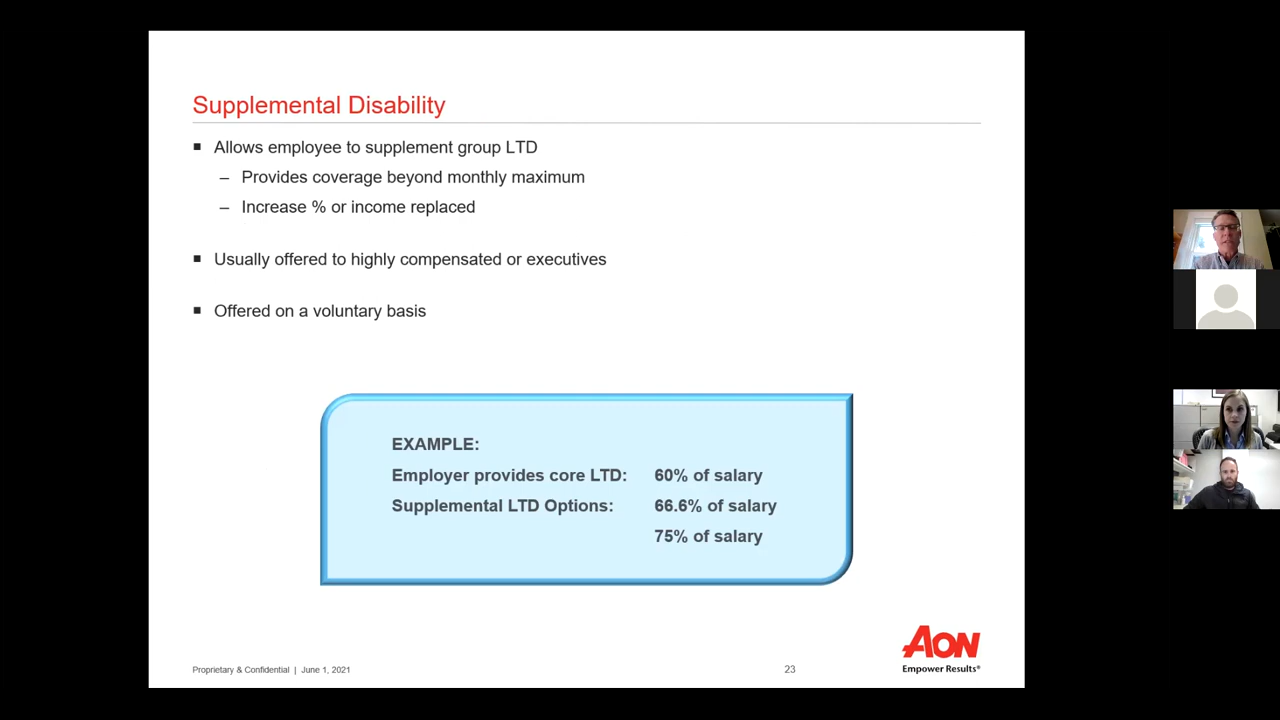 Supplemental Disability
▪ Allows employee to supplement group LTD
– Provides coverage beyond monthly maximum
– Increase % or income replaced
▪ Usually offered to highly compensated or executives
▪ Offered on a voluntary basis
EXAMPLE:
Employer provides core LTD: 60% of salary
Supplemental LTD Options: 66.6% of salary
75% of salary
AON
Empower Results®
Proprietary & Confidential | June 1, 2021
23